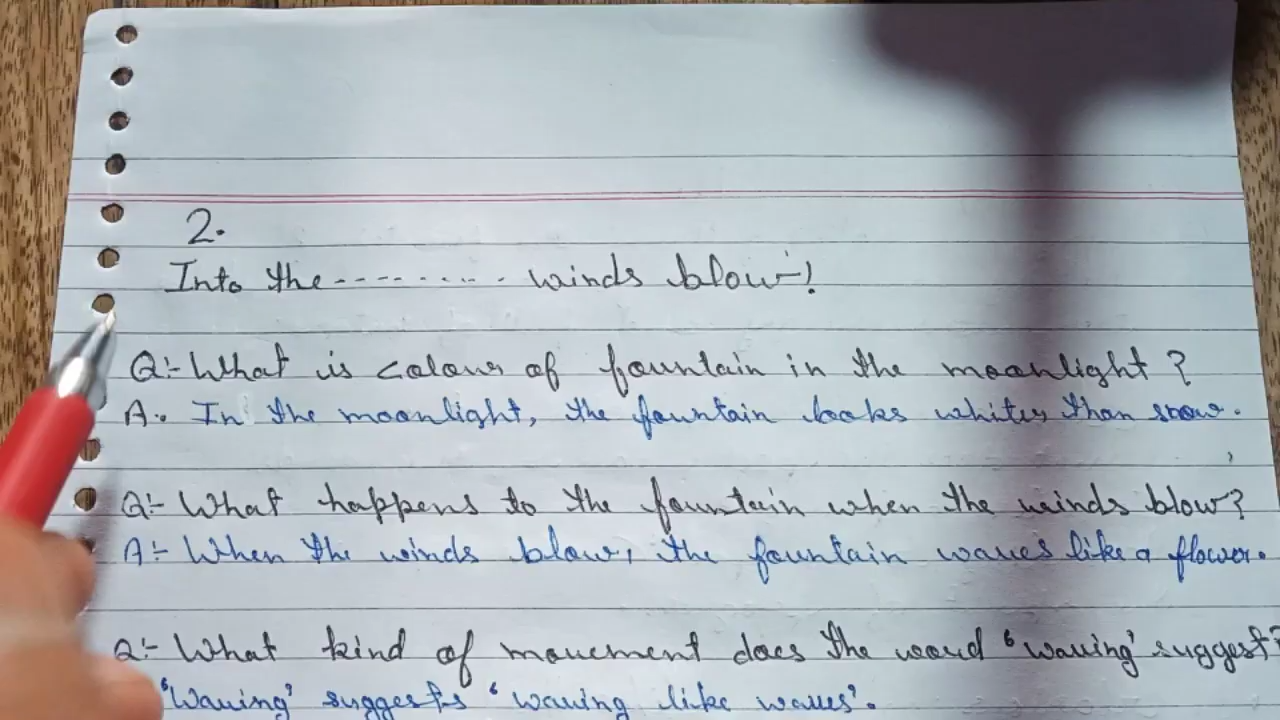 2.
Into the - - - - - - - - - winds blow!
Q:- What is colour of fountain in the moonlight ?
A. In the moonlight, the fountain looks whiter than snow.
Q:- What happens to the fountain when the winds blow?
A:- When the winds blow, the fountain waves like a flower.
Q:- What kind of movement does the word 'waving' suggest?
'Waving' suggests 'waving like waves'.